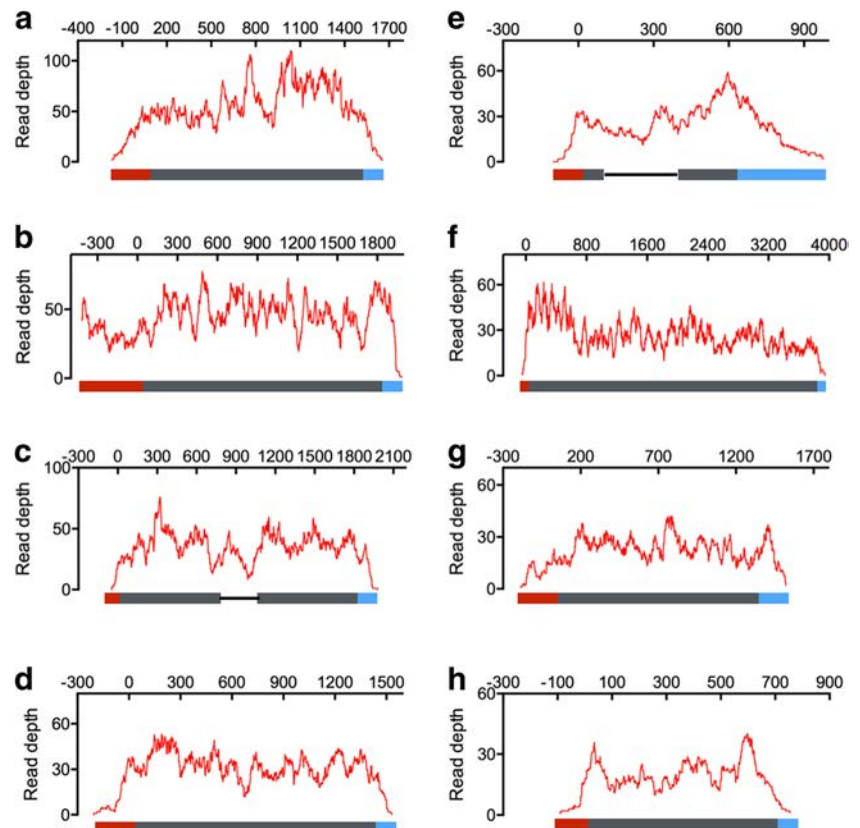 a
-400 -100 200 500 800 1100 1400 1700
Read depth
100
50
0
b
-300 0 300 600 900 1200 1500 1800
Read depth
50
0
c
-300 0 300 600 900 1200 1500 1800 2100
Read depth
100
50
0
d
-300 0 300 600 900 1200 1500
Read depth
60
30
0
e
-300 0 300 600 900
Read depth
60
30
0
f
0 800 1600 2400 3200 4000
Read depth
60
30
0
g
-300 200 700 1200 1700
Read depth
60
30
0
h
-300 -100 100 300 500 700 900
Read depth
60
30
0